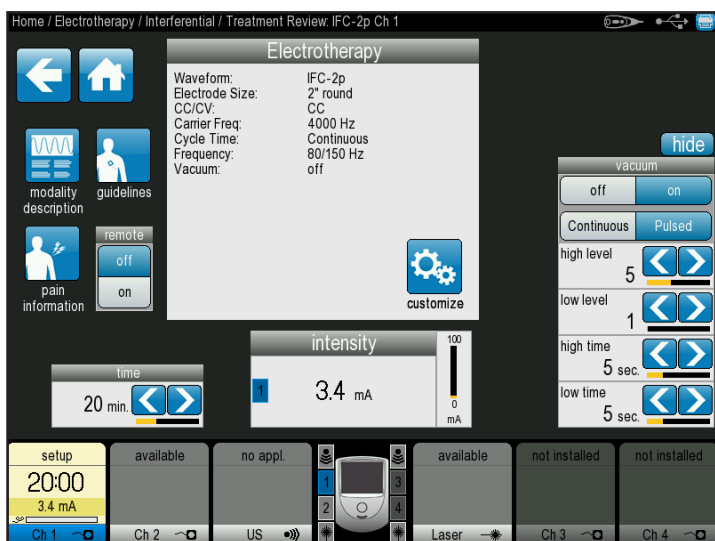 Home / Electrotherapy / Interferential / Treatment Review: IFC-2p Ch 1
Electrotherapy
Waveform: IFC-2p
Electrode Size: 2" round
CC/CV: CC
Carrier Freq: 4000 Hz
Cycle Time: Continuous
Frequency: 80/150 Hz
Vacuum: off
customize
modality
description
guidelines
pain
information
remote
off
on
hide
vacuum
off on
Continuous Pulsed
high level
5
low level
1
high time
5 sec.
low time
5 sec.
time
20 min.
intensity
1 3.4 mA
100
0
mA
setup
20:00
3.4 mA
Ch 1
available
Ch 2
no appl.
US
1
2
3
4
available
Laser
not installed
Ch 3
not installed
Ch 4